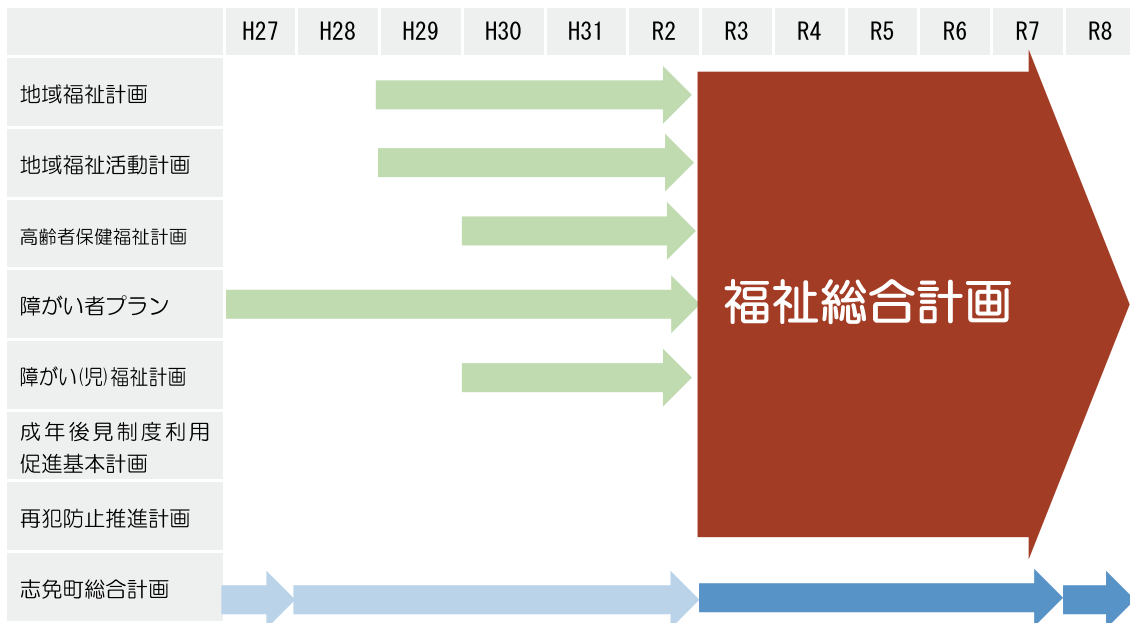 H27 H28 H29 H30 H31 R2 R3 R4 R5 R6 R7 R8
地域福祉計画
地域福祉活動計画
高齢者保健福祉計画
障がい者プラン
福祉総合計画
障がい(児)福祉計画
成年後見制度利用
促進基本計画
再犯防止推進計画
志免町総合計画